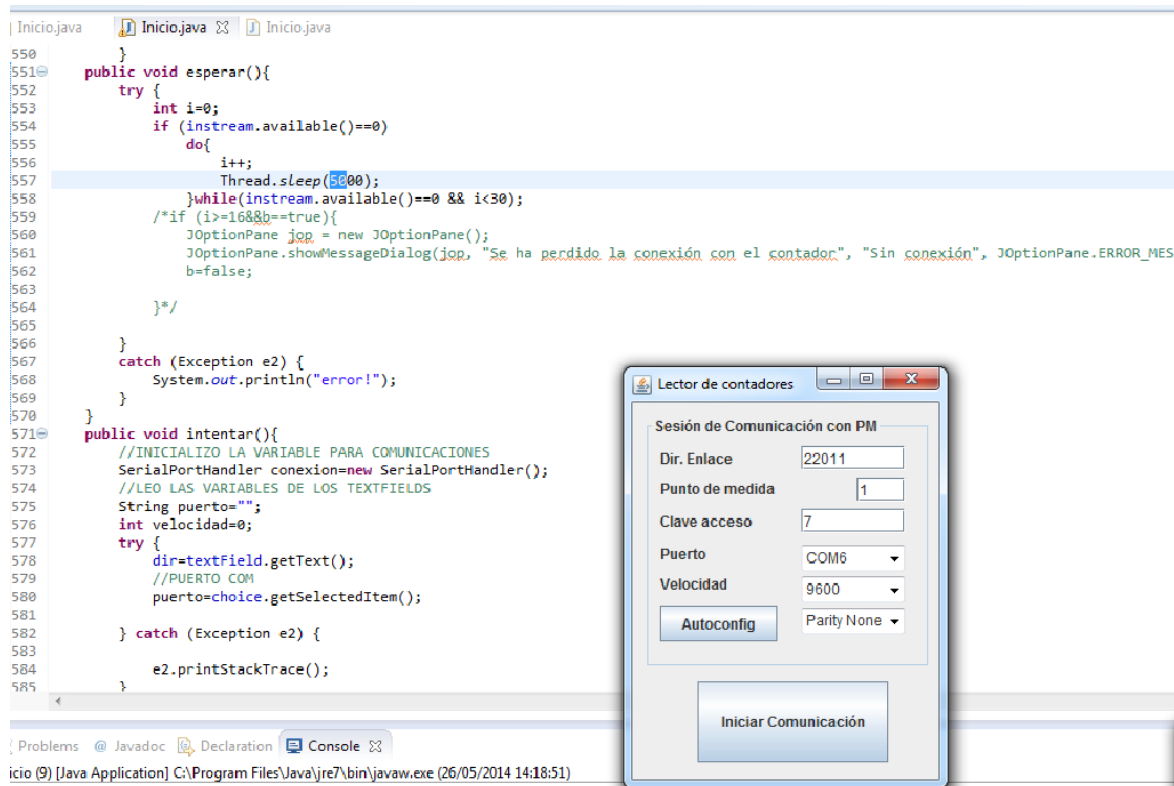 Inicio.java Inicio.java Inicio.java
550 }
551 public void esperar(){
552 try {
553 int i=0;
554 if (instream.available()==0)
555 do{
556 i++;
557 Thread.sleep(5000);
558 }while(instream.available()==0 && i<30);
559 /*if (i>=16&&b==true){
560 JOptionPane jop = new JOptionPane();
561 JOptionPane.showMessageDialog(jop, "Se ha perdido la conexión con el contador", "Sin conexión", JOptionPane.ERROR_MES
562 b=false;
563
564 }*/
565
566 }
567 catch (Exception e2) {
568 System.out.println("error!");
569 }
570 }
571 public void intentar(){
572 //INICIALIZO LA VARIABLE PARA COMUNICACIONES
573 SerialPortHandler conexion=new SerialPortHandler();
574 //LEO LAS VARIABLES DE LOS TEXTFIELDS
575 String puerto="";
576 int velocidad=0;
577 try {
578 dir=textField.getText();
579 //PUERTO COM
580 puerto=choice.getSelectedItem();
581
582 } catch (Exception e2) {
583
584 e2.printStackTrace();
585 }
Lector de contadores
Sesión de Comunicación con PM
Dir. Enlace 22011
Punto de medida 1
Clave acceso 7
Puerto COM6
Velocidad 9600
Autoconfig Parity None
Iniciar Comunicación
Problems @ Javadoc Declaration Console
icio (9) [Java Application] C:\Program Files\Java\jre7\bin\javaw.exe (26/05/2014 14:18:51)